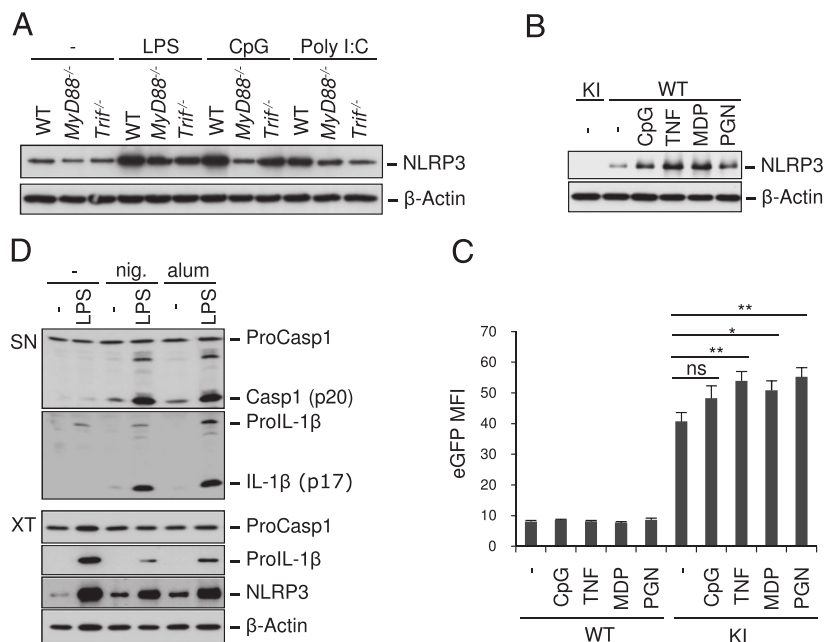 A
- LPS CpG Poly I:C
WT MyD88-/- Trif-/- WT MyD88-/- Trif-/- WT MyD88-/- Trif-/- WT MyD88-/- Trif-/-
NLRP3
β-Actin
B
KI WT
- - CpG TNF MDP PGN
NLRP3
β-Actin
D
- nig. alum
- LPS - LPS - LPS
SN
ProCasp1
Casp1 (p20)
ProIL-1β
IL-1β (p17)
XT
ProCasp1
ProIL-1β
NLRP3
β-Actin
C
**
*
**
ns
eGFP MFI
70
60
50
40
30
20
10
0
- CpG TNF MDP PGN - CpG TNF MDP PGN
WT KI